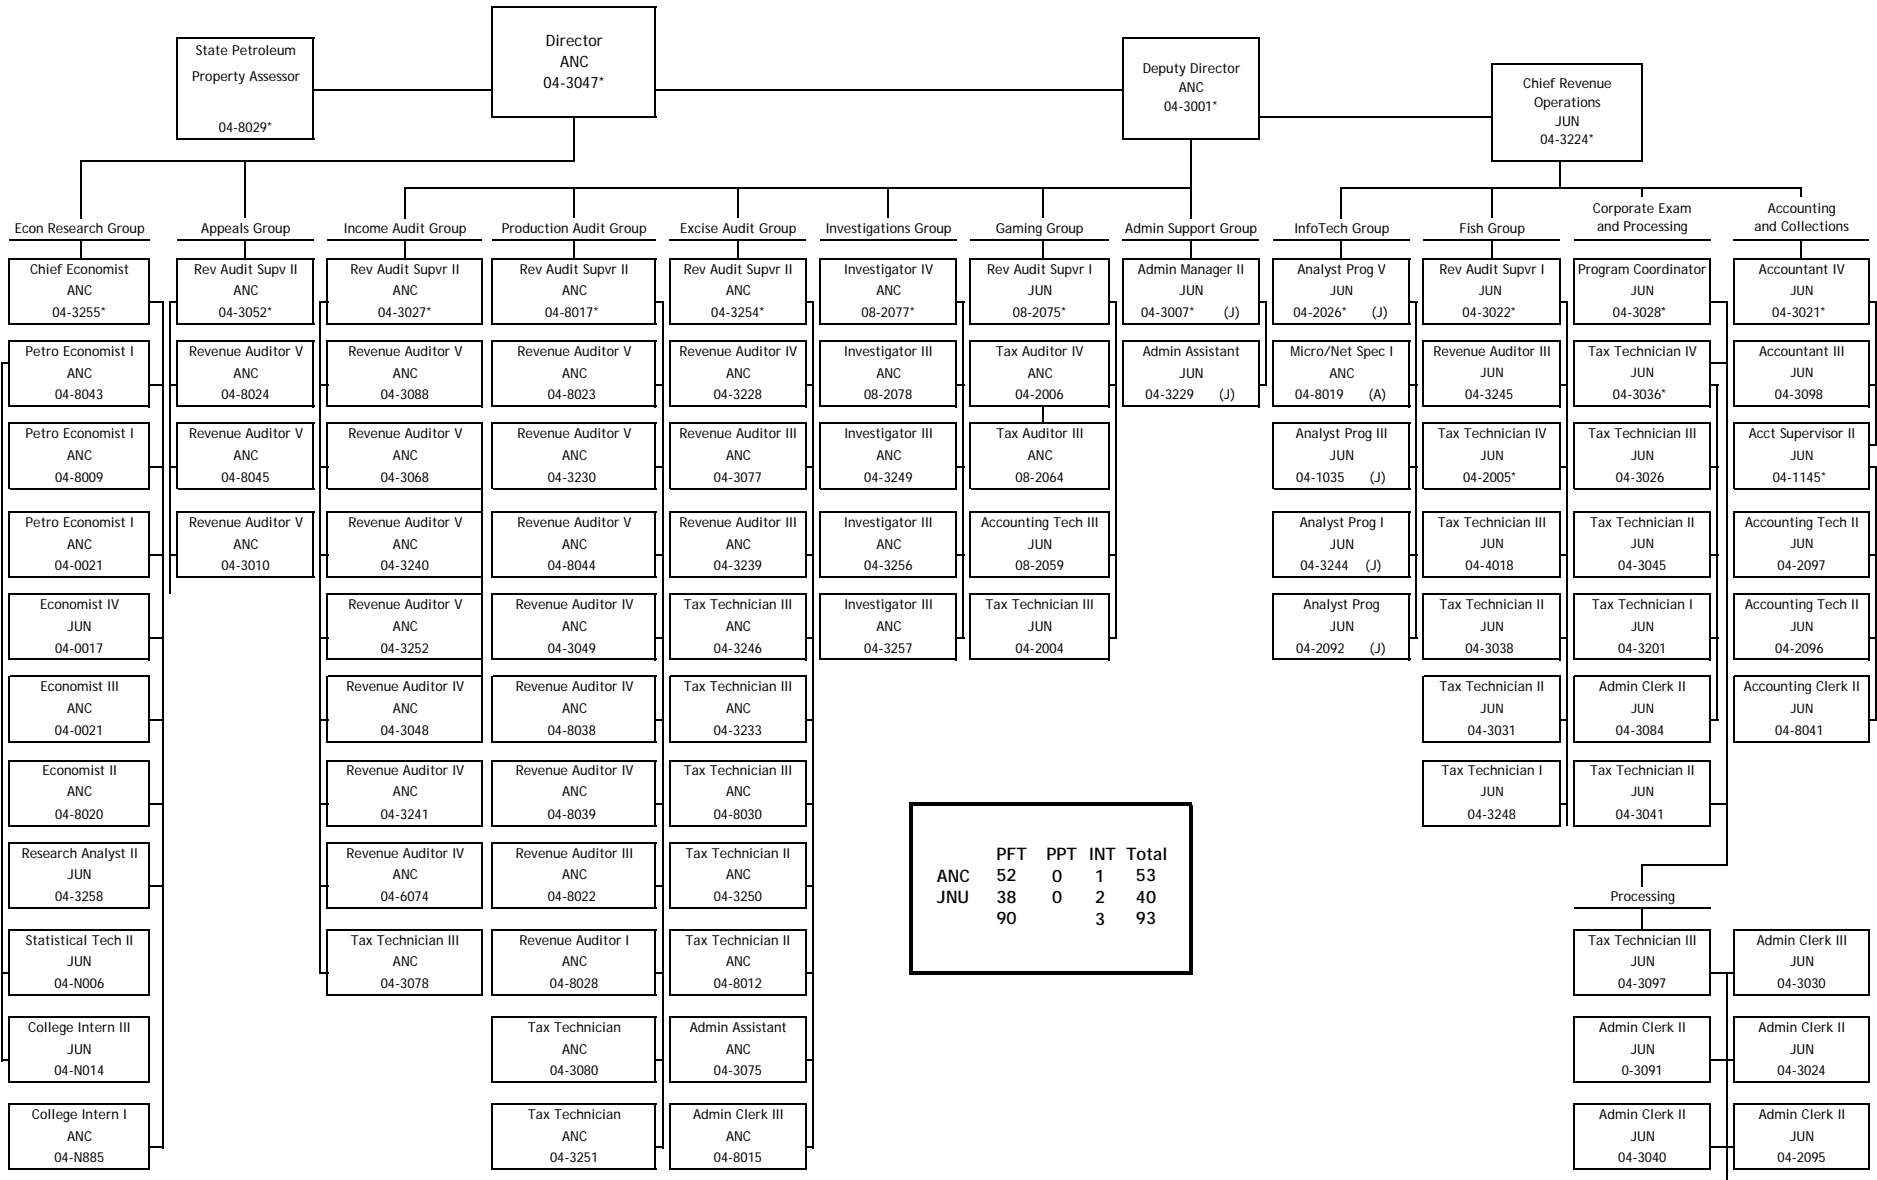 State Petroleum
Property Assessor
04-8029*
Director
ANC
04-3047*
Deputy Director
ANC
04-3001*
Chief Revenue
Operations
JUN
04-3224*
Econ Research Group
Chief Economist
ANC
04-3255*
Petro Economist I
ANC
04-8043
Petro Economist I
ANC
04-8009
Petro Economist I
ANC
04-0021
Economist IV
JUN
04-0017
Economist III
ANC
04-0021
Economist II
ANC
04-8020
Research Analyst II
JUN
04-3258
Statistical Tech II
JUN
04-N006
College Intern III
JUN
04-N014
College Intern I
ANC
04-N885
Appeals Group
Rev Audit Supv II
ANC
04-3052*
Revenue Auditor V
ANC
04-8024
Revenue Auditor V
ANC
04-8045
Revenue Auditor V
ANC
04-3010
Income Audit Group
Rev Audit Supvr II
ANC
04-3027*
Revenue Auditor V
ANC
04-3088
Revenue Auditor V
ANC
04-3068
Revenue Auditor V
ANC
04-3240
Revenue Auditor V
ANC
04-3252
Revenue Auditor IV
ANC
04-3048
Revenue Auditor IV
ANC
04-3241
Revenue Auditor IV
ANC
04-6074
Tax Technician III
ANC
04-3078
Production Audit Group
Rev Audit Supvr II
ANC
04-8017*
Revenue Auditor V
ANC
04-8023
Revenue Auditor V
ANC
04-3230
Revenue Auditor V
ANC
04-8044
Revenue Auditor IV
ANC
04-3049
Revenue Auditor IV
ANC
04-8038
Revenue Auditor IV
ANC
04-8039
Revenue Auditor III
ANC
04-8022
Revenue Auditor I
ANC
04-8028
Tax Technician
ANC
04-3080
Tax Technician
ANC
04-3251
Excise Audit Group
Rev Audit Supvr II
ANC
04-3254*
Revenue Auditor IV
ANC
04-3228
Revenue Auditor III
ANC
04-3077
Revenue Auditor III
ANC
04-3239
Tax Technician III
ANC
04-3246
Tax Technician III
ANC
04-3233
Tax Technician III
ANC
04-8030
Tax Technician II
ANC
04-3250
Tax Technician II
ANC
04-8012
Admin Assistant
ANC
04-3075
Admin Clerk III
ANC
04-8015
Investigations Group
Investigator IV
ANC
08-2077*
Investigator III
ANC
08-2078
Investigator III
ANC
04-3249
Investigator III
ANC
04-3256
Investigator III
ANC
04-3257
Gaming Group
Rev Audit Supvr I
JUN
08-2075*
Tax Auditor IV
ANC
04-2006
Tax Auditor III
ANC
08-2064
Accounting Tech III
JUN
08-2059
Tax Technician III
JUN
04-2004
Admin Support Group
Admin Manager II
JUN
04-3007* (J)
Admin Assistant
JUN
04-3229 (J)
InfoTech Group
Analyst Prog V
JUN
04-2026* (J)
Micro/Net Spec I
ANC
04-8019 (A)
Analyst Prog III
JUN
04-1035 (J)
Analyst Prog I
JUN
04-3244 (J)
Analyst Prog
JUN
04-2092 (J)
Fish Group
Rev Audit Supvr I
JUN
04-3022*
Revenue Auditor III
JUN
04-3245
Tax Technician IV
JUN
04-2005*
Tax Technician III
JUN
04-4018
Tax Technician II
JUN
04-3038
Tax Technician II
JUN
04-3031
Tax Technician I
JUN
04-3248
Corporate Exam
and Processing
Program Coordinator
JUN
04-3028*
Tax Technician IV
JUN
04-3036*
Tax Technician III
JUN
04-3026
Tax Technician II
JUN
04-3045
Tax Technician I
JUN
04-3201
Admin Clerk II
JUN
04-3084
Tax Technician II
JUN
04-3041
Accounting
and Collections
Accountant IV
JUN
04-3021*
Accountant III
JUN
04-3098
Acct Supervisor II
JUN
04-1145*
Accounting Tech II
JUN
04-2097
Accounting Tech II
JUN
04-2096
Accounting Clerk II
JUN
04-8041
PFT PPT INT Total
ANC 52 0 1 53
JNU 38 0 2 40
90 3 93
Processing
Tax Technician III
JUN
04-3097
Admin Clerk III
JUN
04-3030
Admin Clerk II
JUN
0-3091
Admin Clerk II
JUN
04-3024
Admin Clerk II
JUN
04-3040
Admin Clerk II
JUN
04-2095